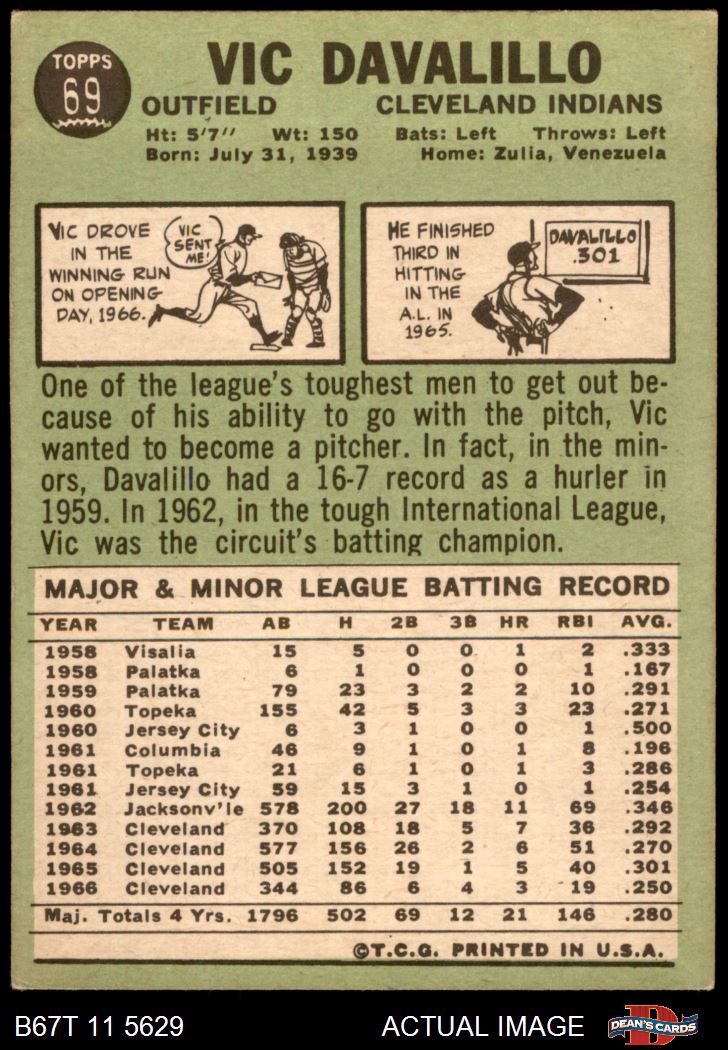 TOPPS
69
VIC DAVALILLO
OUTFIELD CLEVELAND INDIANS
Ht: 5'7" Wt: 150 Bats: Left Throws: Left
Born: July 31, 1939 Home: Zulia, Venezuela
VIC DROVE
IN THE
WINNING RUN
ON OPENING
DAY, 1966.
VIC
SENT
ME!
HE FINISHED
THIRD IN
HITTING
IN THE
A.L. IN
1965.
DAVALILLO
.301
One of the league's toughest men to get out be-
cause of his ability to go with the pitch, Vic
wanted to become a pitcher. In fact, in the min-
ors, Davalillo had a 16-7 record as a hurler in
1959. In 1962, in the tough International League,
Vic was the circuit's batting champion.
MAJOR & MINOR LEAGUE BATTING RECORD
YEAR TEAM AB H 2B 3B HR RBI AVG.
1958 Visalia 15 5 0 0 1 2 .333
1958 Palatka 6 1 0 0 0 1 .167
1959 Palatka 79 23 3 2 2 10 .291
1960 Topeka 155 42 5 3 3 23 .271
1960 Jersey City 6 3 1 0 0 1 .500
1961 Columbia 46 9 1 0 1 8 .196
1961 Topeka 21 6 1 0 1 3 .286
1961 Jersey City 59 15 3 1 0 1 .254
1962 Jacksonv'le 578 200 27 18 11 69 .346
1963 Cleveland 370 108 18 5 7 36 .292
1964 Cleveland 577 156 26 2 6 51 .270
1965 Cleveland 505 152 19 1 5 40 .301
1966 Cleveland 344 86 6 4 3 19 .250
Maj. Totals 4 Yrs. 1796 502 69 12 21 146 .280
©T.C.G. PRINTED IN U.S.A.
B67T 11 5629 ACTUAL IMAGE
D
DEAN'S CARDS